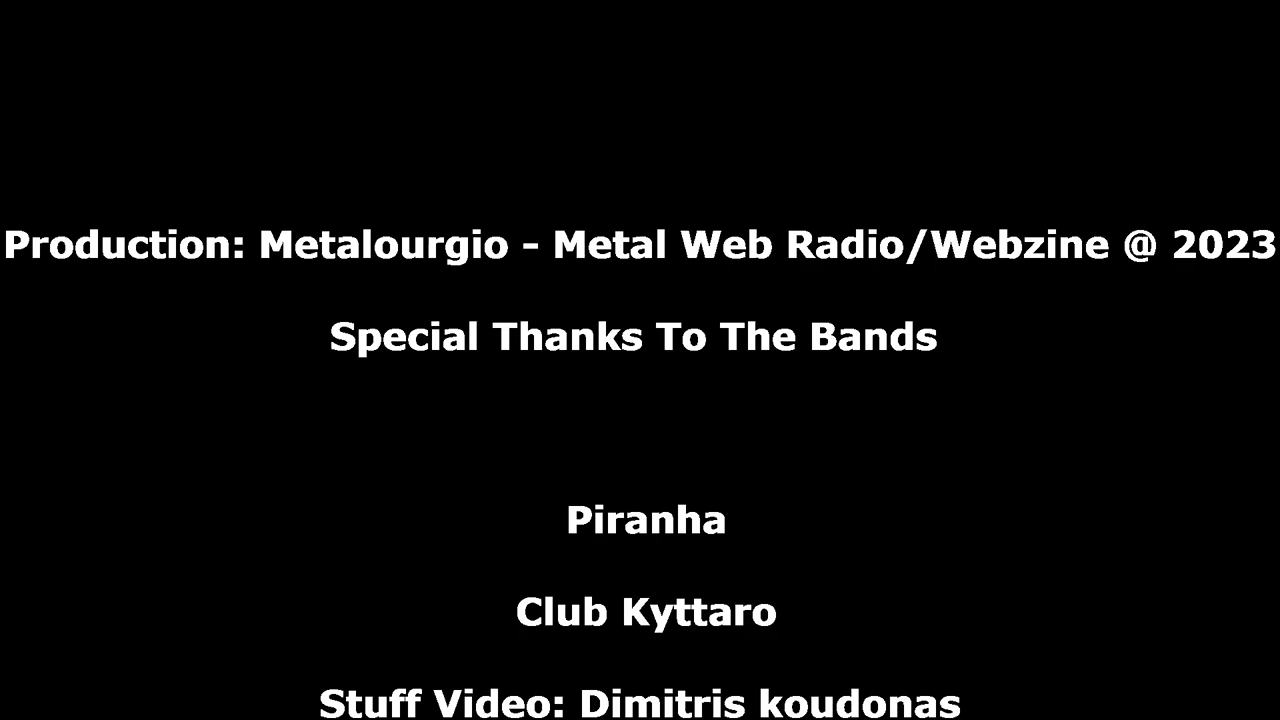 Production: Metalourgio - Metal Web Radio/Webzine @ 2023
Special Thanks To The Bands
Piranha
Club Kyttaro
Stuff Video: Dimitris koudonas